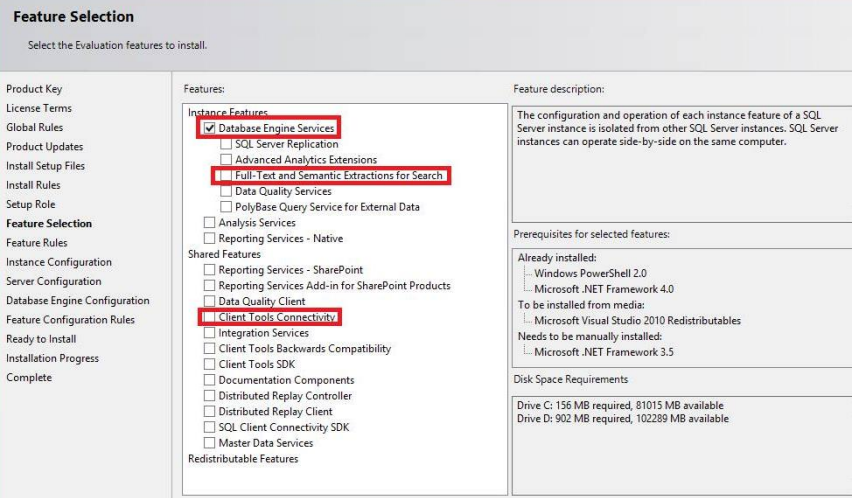 Feature Selection
Select the Evaluation features to install.
Product Key
License Terms
Global Rules
Product Updates
Install Setup Files
Install Rules
Setup Role
Feature Selection
Feature Rules
Instance Configuration
Server Configuration
Database Engine Configuration
Feature Configuration Rules
Ready to Install
Installation Progress
Complete
Features:
Instance Features
Database Engine Services
SQL Server Replication
Advanced Analytics Extensions
Full-Text and Semantic Extractions for Search
Data Quality Services
PolyBase Query Service for External Data
Analysis Services
Reporting Services - Native
Shared Features
Reporting Services - SharePoint
Reporting Services Add-in for SharePoint Products
Data Quality Client
Client Tools Connectivity
Integration Services
Client Tools Backwards Compatibility
Client Tools SDK
Documentation Components
Distributed Replay Controller
Distributed Replay Client
SQL Client Connectivity SDK
Master Data Services
Redistributable Features
Feature description:
The configuration and operation of each instance feature of a SQL
Server instance is isolated from other SQL Server instances. SQL Server
instances can operate side-by-side on the same computer.
Prerequisites for selected features:
Already installed:
Windows PowerShell 2.0
Microsoft .NET Framework 4.0
To be installed from media:
Microsoft Visual Studio 2010 Redistributables
Needs to be manually installed:
Microsoft .NET Framework 3.5
Disk Space Requirements
Drive C: 156 MB required, 81015 MB available
Drive D: 902 MB required, 102289 MB available